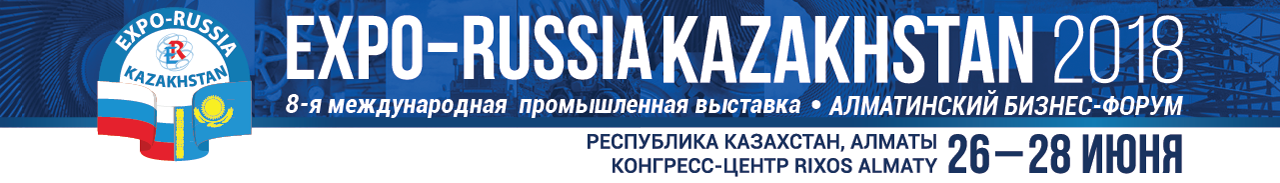 EXPO-RUSSIA
KAZAKHSTAN
EXPO–RUSSIA KAZAKHSTAN 2018
8-я международная промышленная выставка • АЛМАТИНСКИЙ БИЗНЕС-ФОРУМ
РЕСПУБЛИКА КАЗАХСТАН, АЛМАТЫ
КОНГРЕСС-ЦЕНТР RIXOS ALMATY
26–28 ИЮНЯ